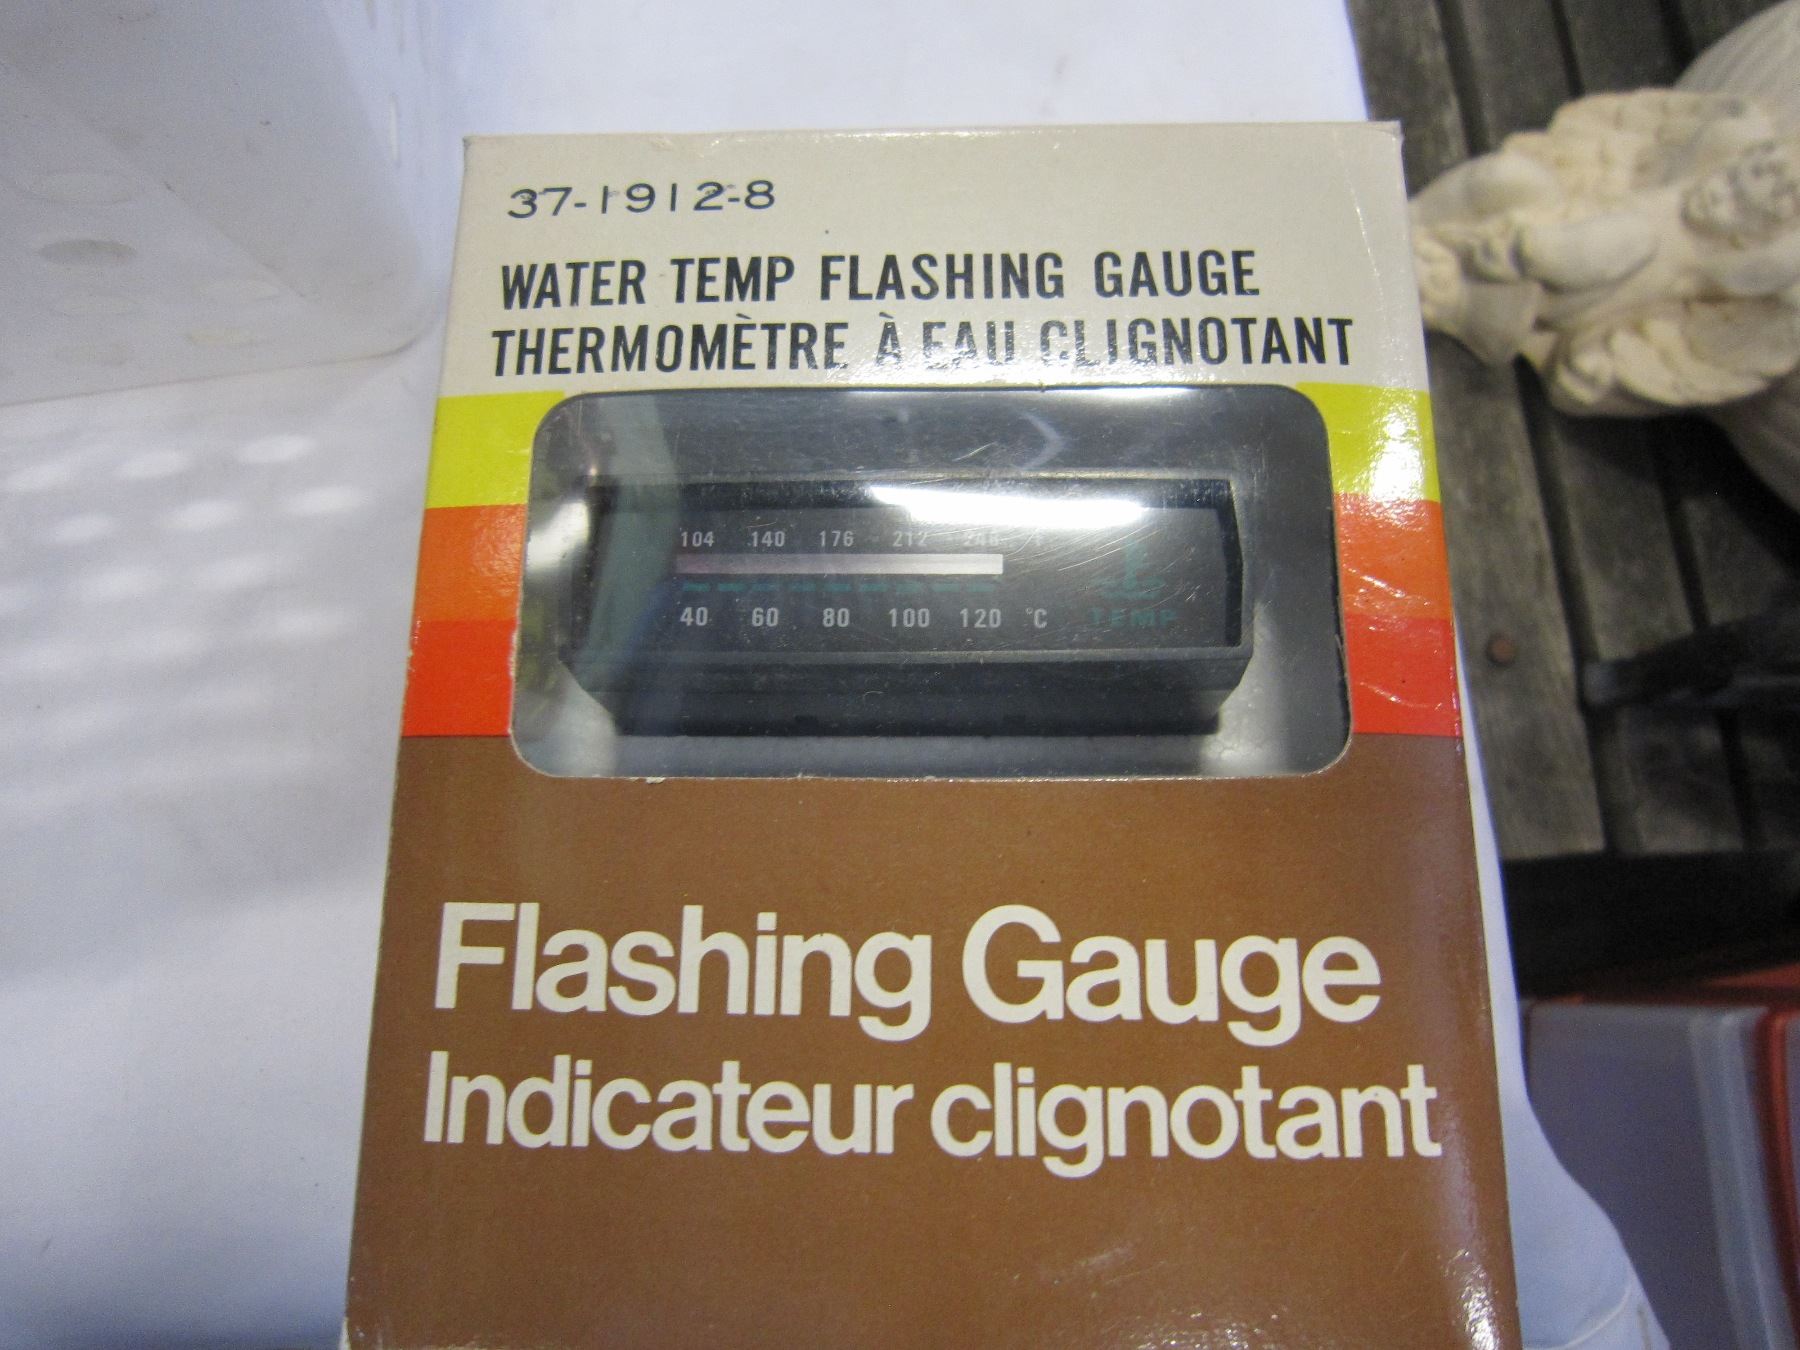 37-1912-8
WATER TEMP FLASHING GAUGE
THERMOMÈTRE À EAU CLIGNOTANT
104 140 176 212 248 °F
40 60 80 100 120 °C
TEMP
Flashing Gauge
Indicateur clignotant